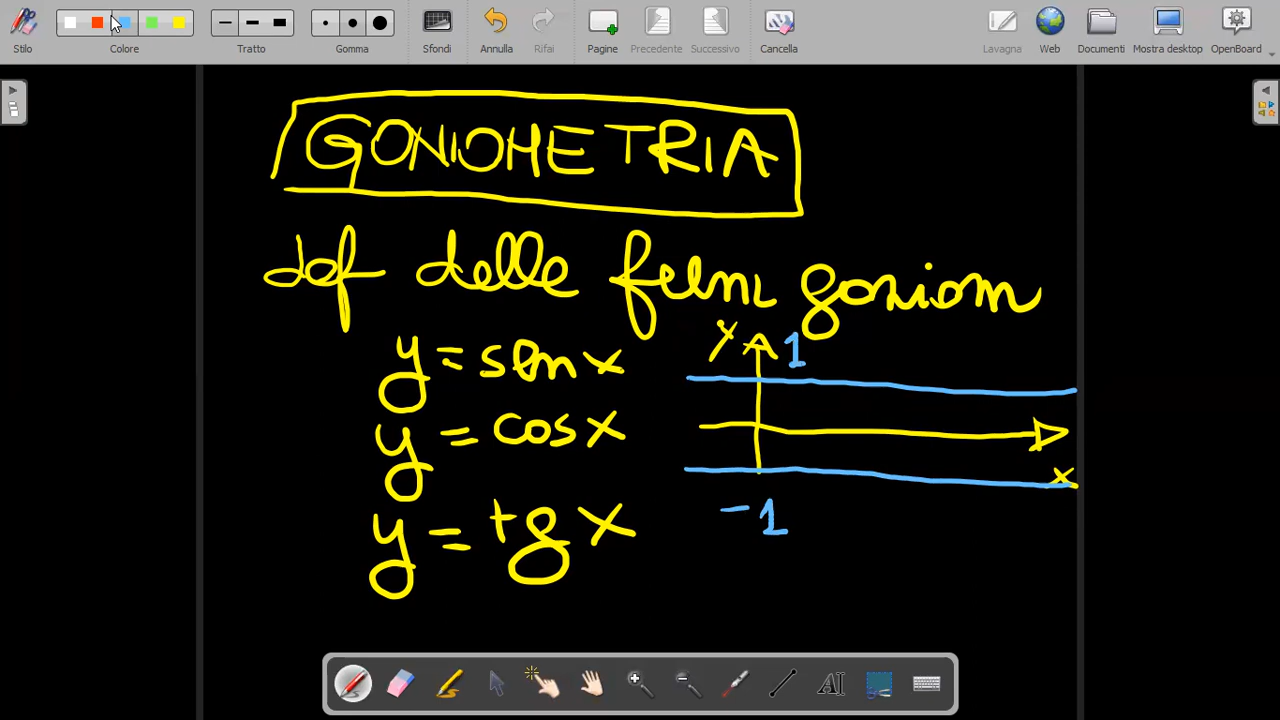 Stilo Colore Tratto Gomma Sfondi Annulla Rifai Pagine Precedente Successivo Cancella Lavagna Web Documenti Mostra desktop OpenBoard
GONIOMETRIA
def delle funz goniom
y = sen x
y = cos x
y = tg x
y 1
x
-1
AI